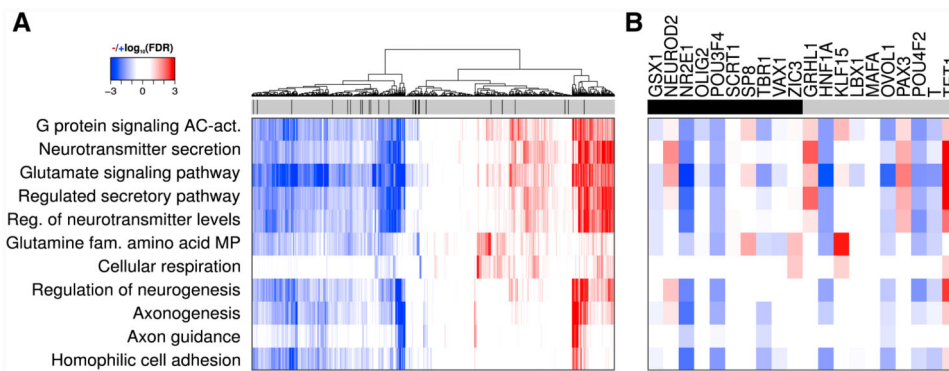 A
B
-/+log10(FDR)
−3 0 3
GSX1
NEUROD2
NR2E1
OLIG2
POU3F4
SCRT1
SP8
TBR1
VAX1
ZIC3
GRHL1
HNF1A
KLF15
LBX1
MAFA
OVOL1
PAX3
POU4F2
T
TET1
G protein signaling AC-act.
Neurotransmitter secretion
Glutamate signaling pathway
Regulated secretory pathway
Reg. of neurotransmitter levels
Glutamine fam. amino acid MP
Cellular respiration
Regulation of neurogenesis
Axonogenesis
Axon guidance
Homophilic cell adhesion